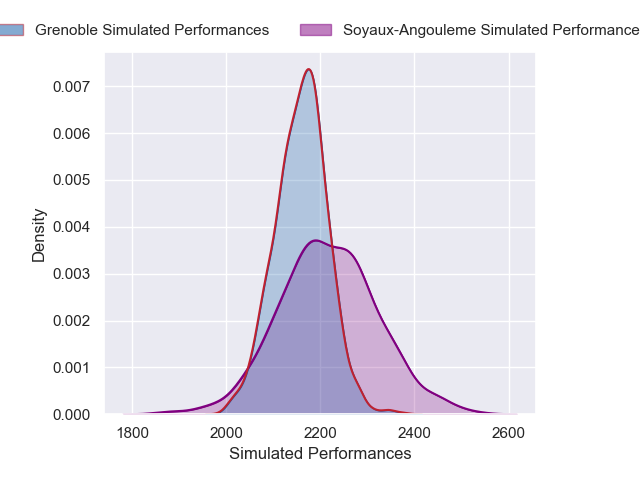 Grenoble Simulated Performances Soyaux-Angouleme Simulated Performance
0.007
0.006
0.005
0.004
0.003
0.002
0.001
0.000
Density
1800 2000 2200 2400 2600
Simulated Performances